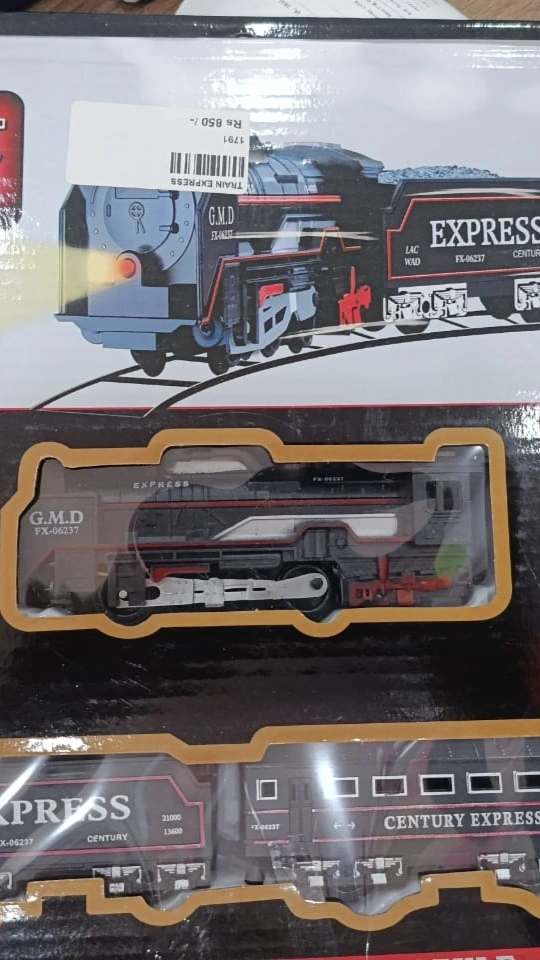 Rs 850/-
1791
TRAIN EXPRESS
G.M.D
FX-06237
LAC
WAD
EXPRESS
FX-06237
CENTUR
EXPRESS
FX-06237
G.M.D
FX-06237
XPRESS
X-06237
CENTURY
21000
13600
FX-06237
CENTURY EXPRESS